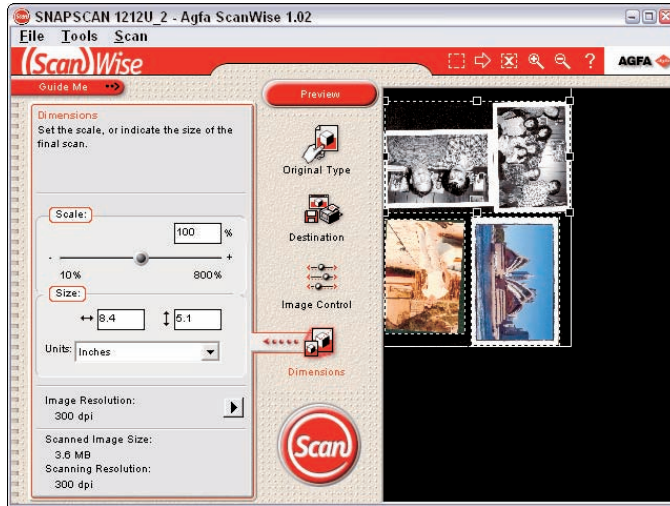 SNAPSCAN 1212U_2 - Agfa ScanWise 1.02
File Tools Scan
ScanWise
? AGFA
Guide Me
Preview
Dimensions
Set the scale, or indicate the size of the
final scan.
Original Type
Scale:
100 %
- +
10% 800%
Destination
Size:
8.4 5.1
Units: Inches
Image Control
Dimensions
Image Resolution:
300 dpi
Scanned Image Size:
3.6 MB
Scanning Resolution:
300 dpi
Scan